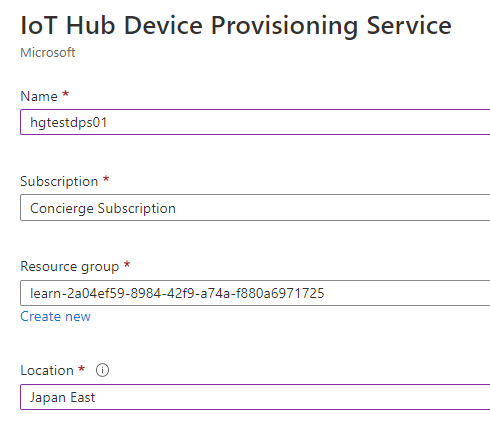 IoT Hub Device Provisioning Service
Microsoft
Name *
hgtestdps01
Subscription *
Concierge Subscription
Resource group *
learn-2a04ef59-8984-42f9-a74a-f880a6971725
Create new
Location *
Japan East